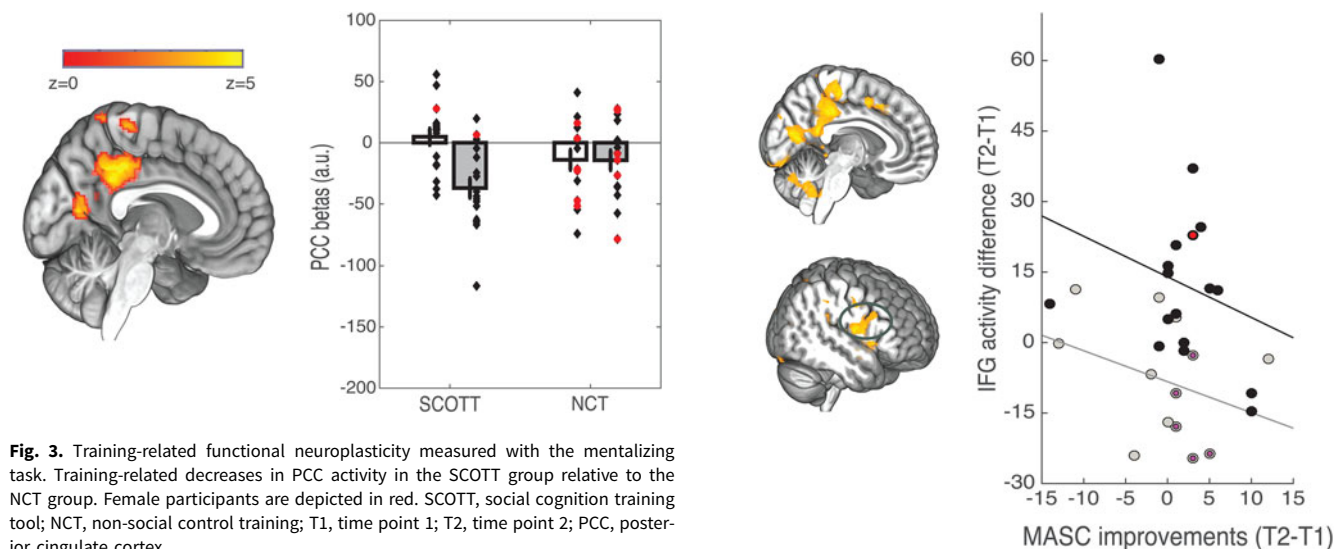 z=0 z=5
100
50
0
-50
-100
-150
-200
PCC betas (a.u.)
SCOTT NCT
Fig. 3. Training-related functional neuroplasticity measured with the mentalizing
task. Training-related decreases in PCC activity in the SCOTT group relative to the
NCT group. Female participants are depicted in red. SCOTT, social cognition training
tool; NCT, non-social control training; T1, time point 1; T2, time point 2; PCC, poster-
ior cingulate cortex.
60
45
30
15
0
-15
-30
IFG activity difference (T2-T1)
-15 -10 -5 0 5 10 15
MASC improvements (T2-T1)